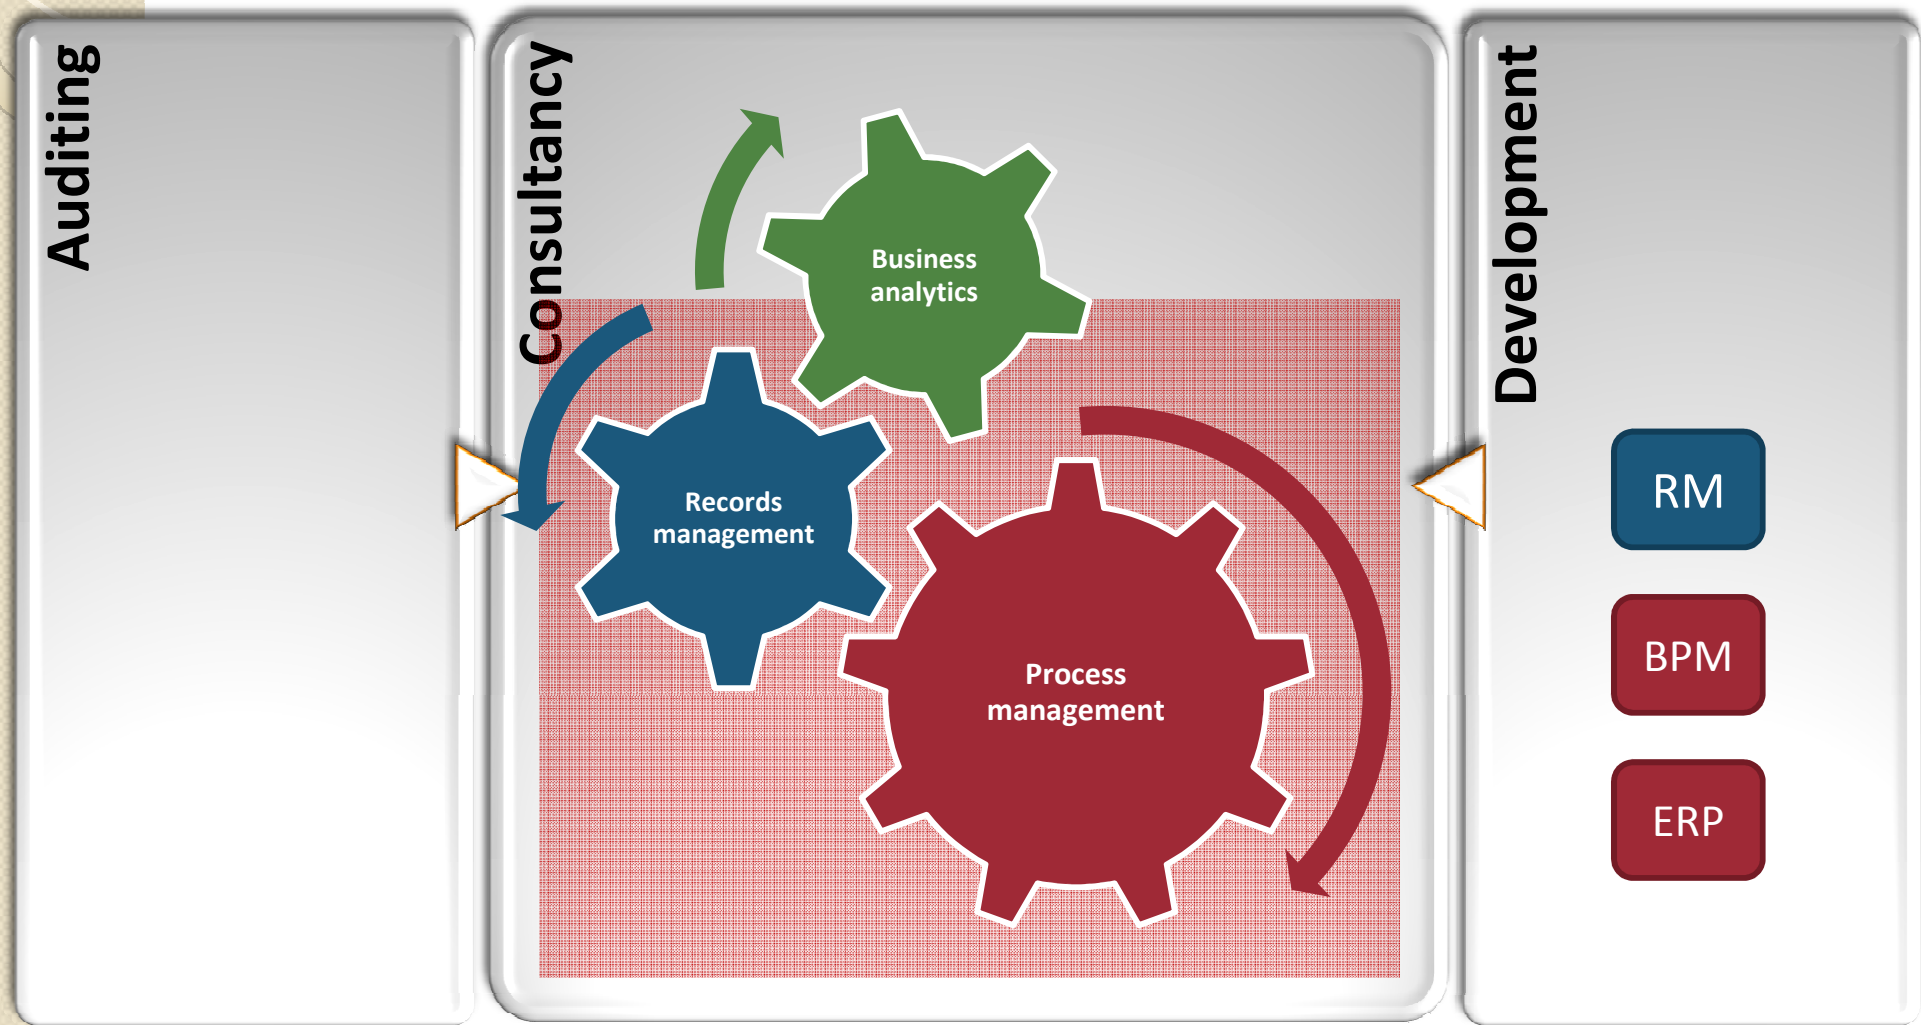 Auditing
Consultancy
Business
analytics
Records
management
Process
management
Development
RM
BPM
ERP